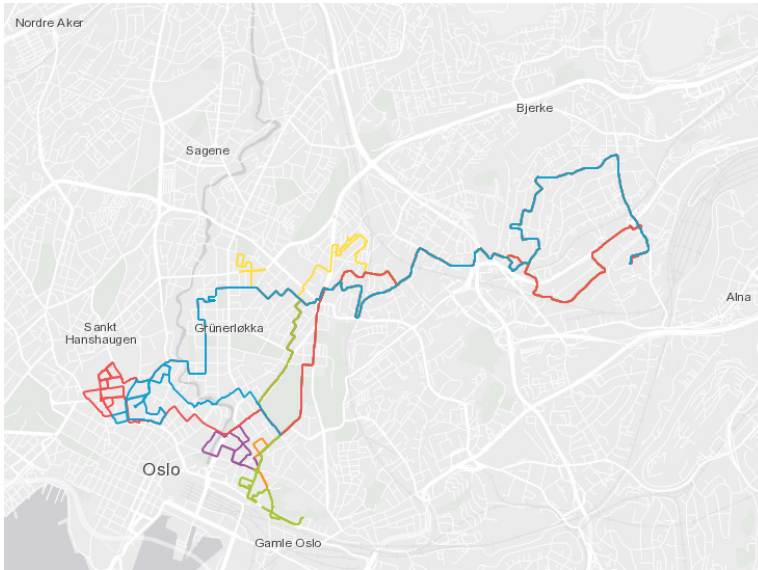 Nordre Aker
Bjerke
Sagene
Alna
Sankt
Hanshaugen
Grünerløkka
Oslo
Gamle Oslo